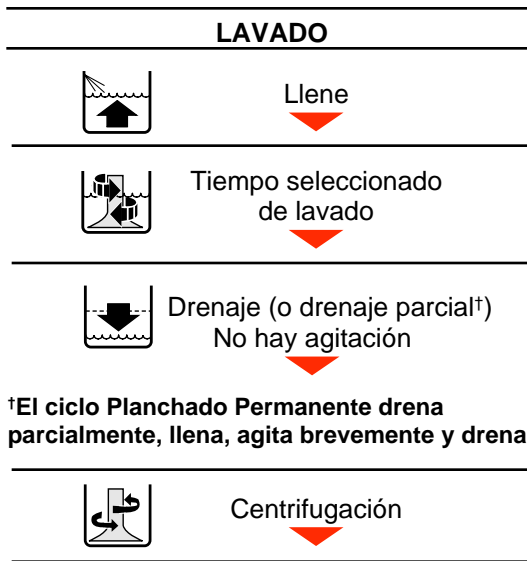 LAVADO
Llene
Tiempo seleccionado
de lavado
Drenaje (o drenaje parcial†)
No hay agitación
†El ciclo Planchado Permanente drena
parcialmente, llena, agita brevemente y drena
Centrifugación